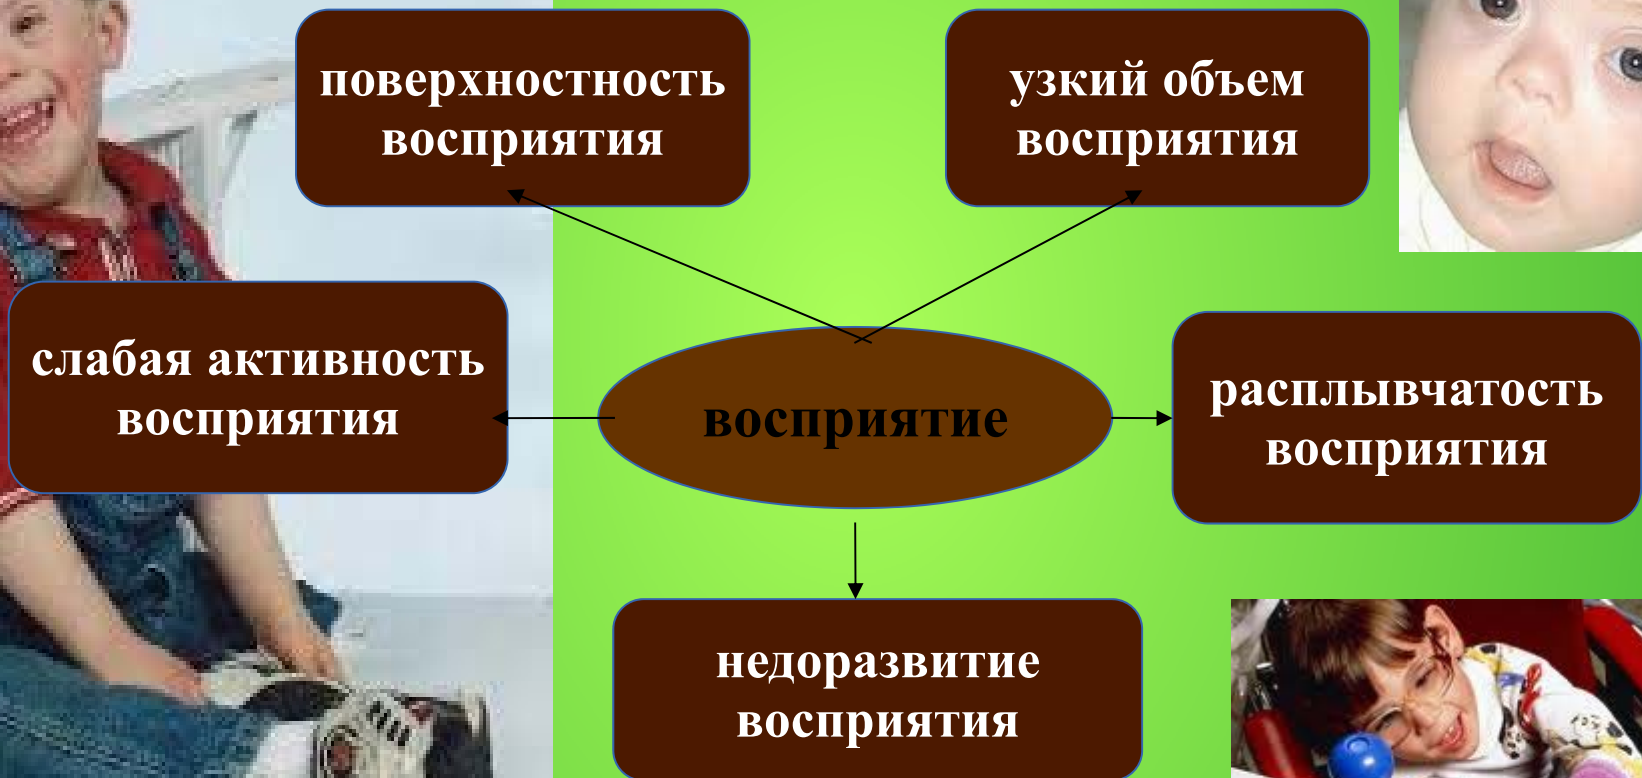 поверхностность
восприятия
узкий объем
восприятия
слабая активность
восприятия
восприятие
расплывчатость
восприятия
недоразвитие
восприятия